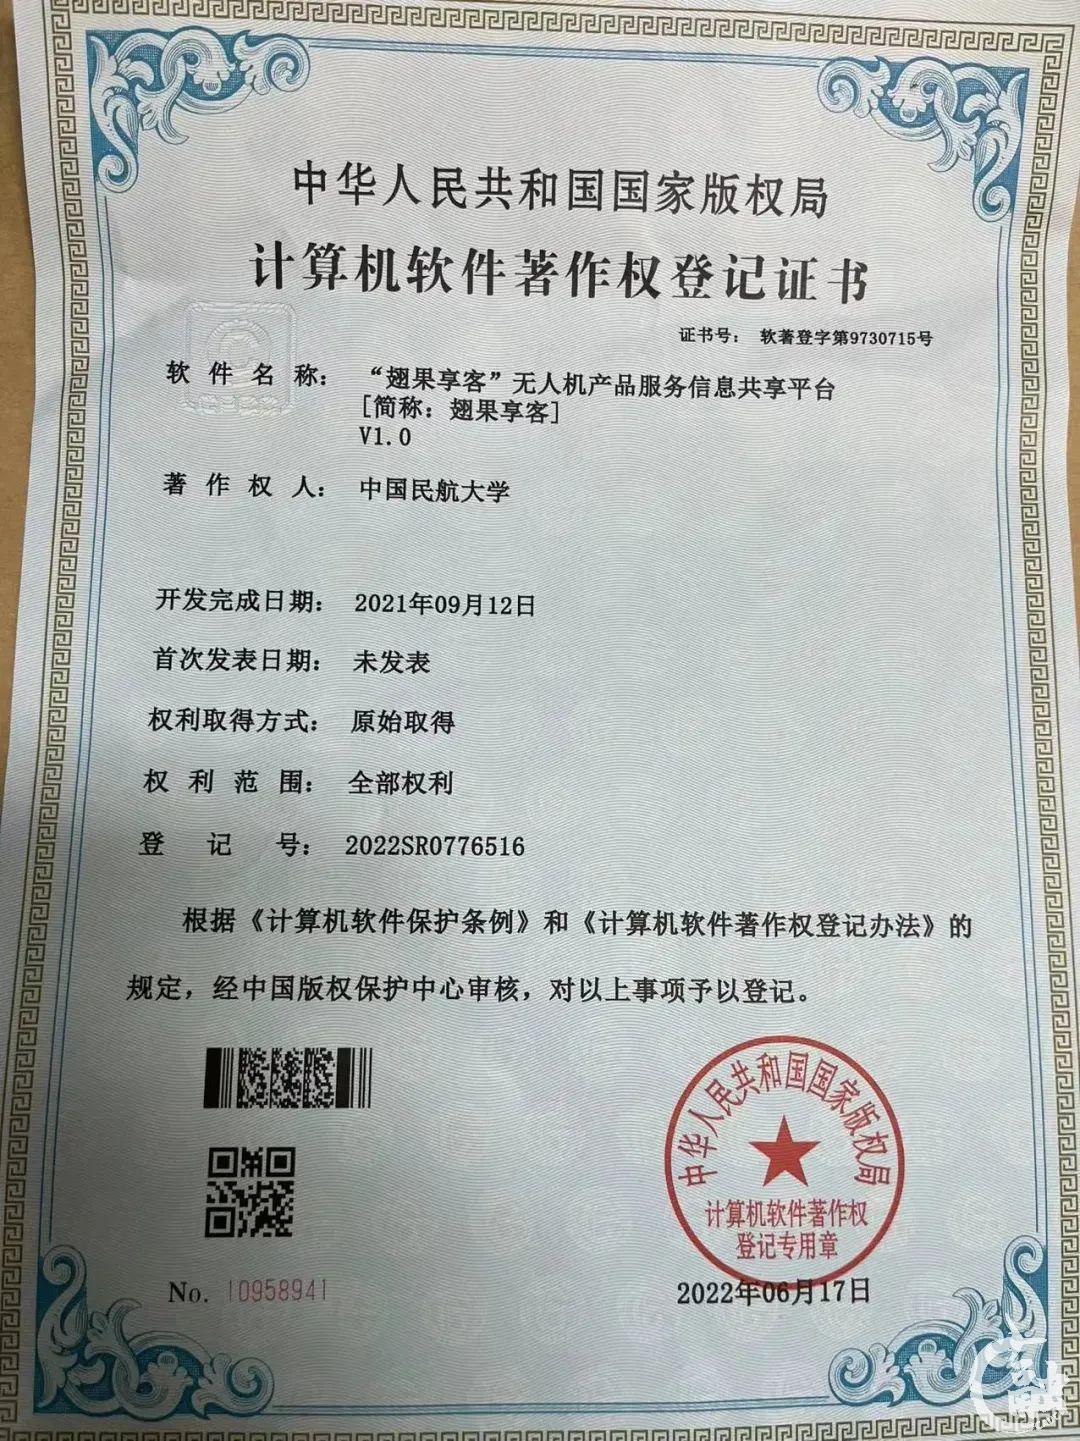 中华人民共和国国家版权局
计算机软件著作权登记证书
证书号： 软著登字第9730715号
软件名称： “翅果享客”无人机产品服务信息共享平台
[简称：翅果享客]
V1.0
著作权人： 中国民航大学
开发完成日期： 2021年09月12日
首次发表日期： 未发表
权利取得方式： 原始取得
权利范围： 全部权利
登记号： 2022SR0776516
根据《计算机软件保护条例》和《计算机软件著作权登记办法》的
规定，经中国版权保护中心审核，对以上事项予以登记。
中华人民共和国国家版权局
计算机软件著作权
登记专用章
No. 10958941
2022年06月17日